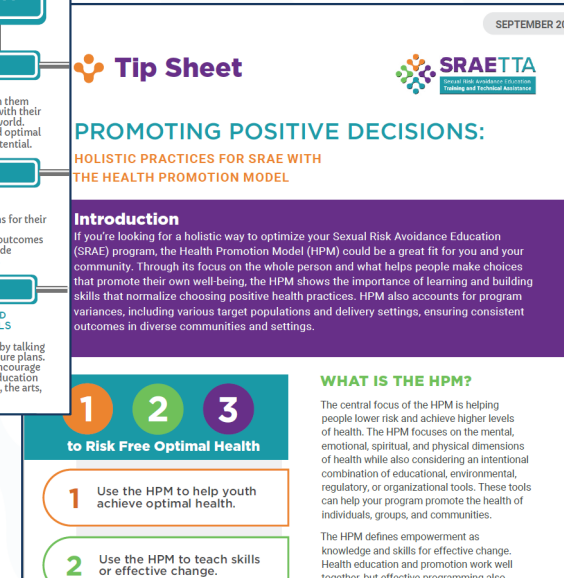 SEPTEMBER 20
Tip Sheet
SRAETTA
Sexual Risk Avoidance Education
Training and Technical Assistance
PROMOTING POSITIVE DECISIONS:
HOLISTIC PRACTICES FOR SRAE WITH
THE HEALTH PROMOTION MODEL
them
with their
world.
optimal
tential.
s for their
outcomes
de
D
LS
by talking
ure plans.
ncourage
ducation
, the arts,
Introduction
If you're looking for a holistic way to optimize your Sexual Risk Avoidance Education
(SRAE) program, the Health Promotion Model (HPM) could be a great fit for you and your
community. Through its focus on the whole person and what helps people make choices
that promote their own well-being, the HPM shows the importance of learning and building
skills that normalize choosing positive health practices. HPM also accounts for program
variances, including various target populations and delivery settings, ensuring consistent
outcomes in diverse communities and settings.
1 2 3
to Risk Free Optimal Health
1 Use the HPM to help youth
achieve optimal health.
2 Use the HPM to teach skills
or effective change.
WHAT IS THE HPM?
The central focus of the HPM is helping
people lower risk and achieve higher levels
of health. The HPM focuses on the mental,
emotional, spiritual, and physical dimensions
of health while also considering an intentional
combination of educational, environmental,
regulatory, or organizational tools. These tools
can help your program promote the health of
individuals, groups, and communities.
The HPM defines empowerment as
knowledge and skills for effective change.
Health education and promotion work well
together, but effective programming also